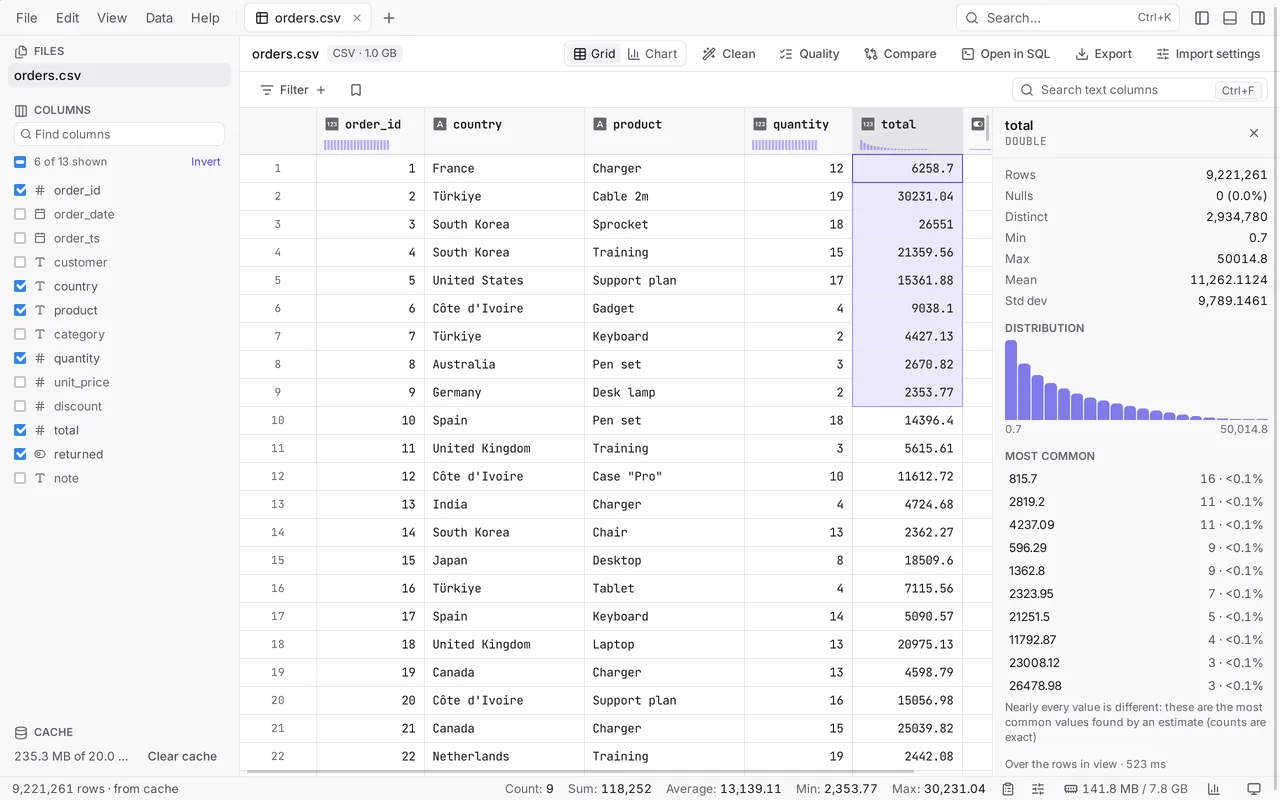 File Edit View Data Help
orders.csv
Search... Ctrl+K
FILES
orders.csv
COLUMNS
Find columns
6 of 13 shown Invert
order_id
order_date
order_ts
customer
country
product
category
quantity
unit_price
discount
total
returned
note
CACHE
235.3 MB of 20.0 ... Clear cache
orders.csv CSV · 1.0 GB
Grid Chart Clean Quality Compare Open in SQL Export Import settings
Filter
Search text columns Ctrl+F
123 order_id A country A product 123 quantity 123 total
1 1 France Charger 12 6258.7
2 2 Türkiye Cable 2m 19 30231.04
3 3 South Korea Sprocket 18 26551
4 4 South Korea Training 15 21359.56
5 5 United States Support plan 17 15361.88
6 6 Côte d'Ivoire Gadget 4 9038.1
7 7 Türkiye Keyboard 2 4427.13
8 8 Australia Pen set 3 2670.82
9 9 Germany Desk lamp 2 2353.77
10 10 Spain Pen set 18 14396.4
11 11 United Kingdom Training 3 5615.61
12 12 Côte d'Ivoire Case "Pro" 10 11612.72
13 13 India Charger 4 4724.68
14 14 South Korea Chair 13 2362.27
15 15 Japan Desktop 8 18509.6
16 16 Türkiye Tablet 4 7115.56
17 17 Spain Keyboard 14 5090.57
18 18 United Kingdom Laptop 13 20975.13
19 19 Canada Charger 13 4598.79
20 20 Côte d'Ivoire Support plan 16 15056.98
21 21 Canada Charger 15 25039.82
22 22 Netherlands Training 19 2442.08
total
DOUBLE
Rows 9,221,261
Nulls 0 (0.0%)
Distinct 2,934,780
Min 0.7
Max 50014.8
Mean 11,262.1124
Std dev 9,789.1461
DISTRIBUTION
0.7 50,014.8
MOST COMMON
815.7 16 · <0.1%
2819.2 11 · <0.1%
4237.09 11 · <0.1%
596.29 9 · <0.1%
1362.8 9 · <0.1%
2323.95 7 · <0.1%
21251.5 5 · <0.1%
11792.87 4 · <0.1%
23008.12 3 · <0.1%
26478.98 3 · <0.1%
Nearly every value is different: these are the most
common values found by an estimate (counts are
exact)
Over the rows in view · 523 ms
9,221,261 rows · from cache
Count: 9 Sum: 118,252 Average: 13,139.11 Min: 2,353.77 Max: 30,231.04
141.8 MB / 7.8 GB